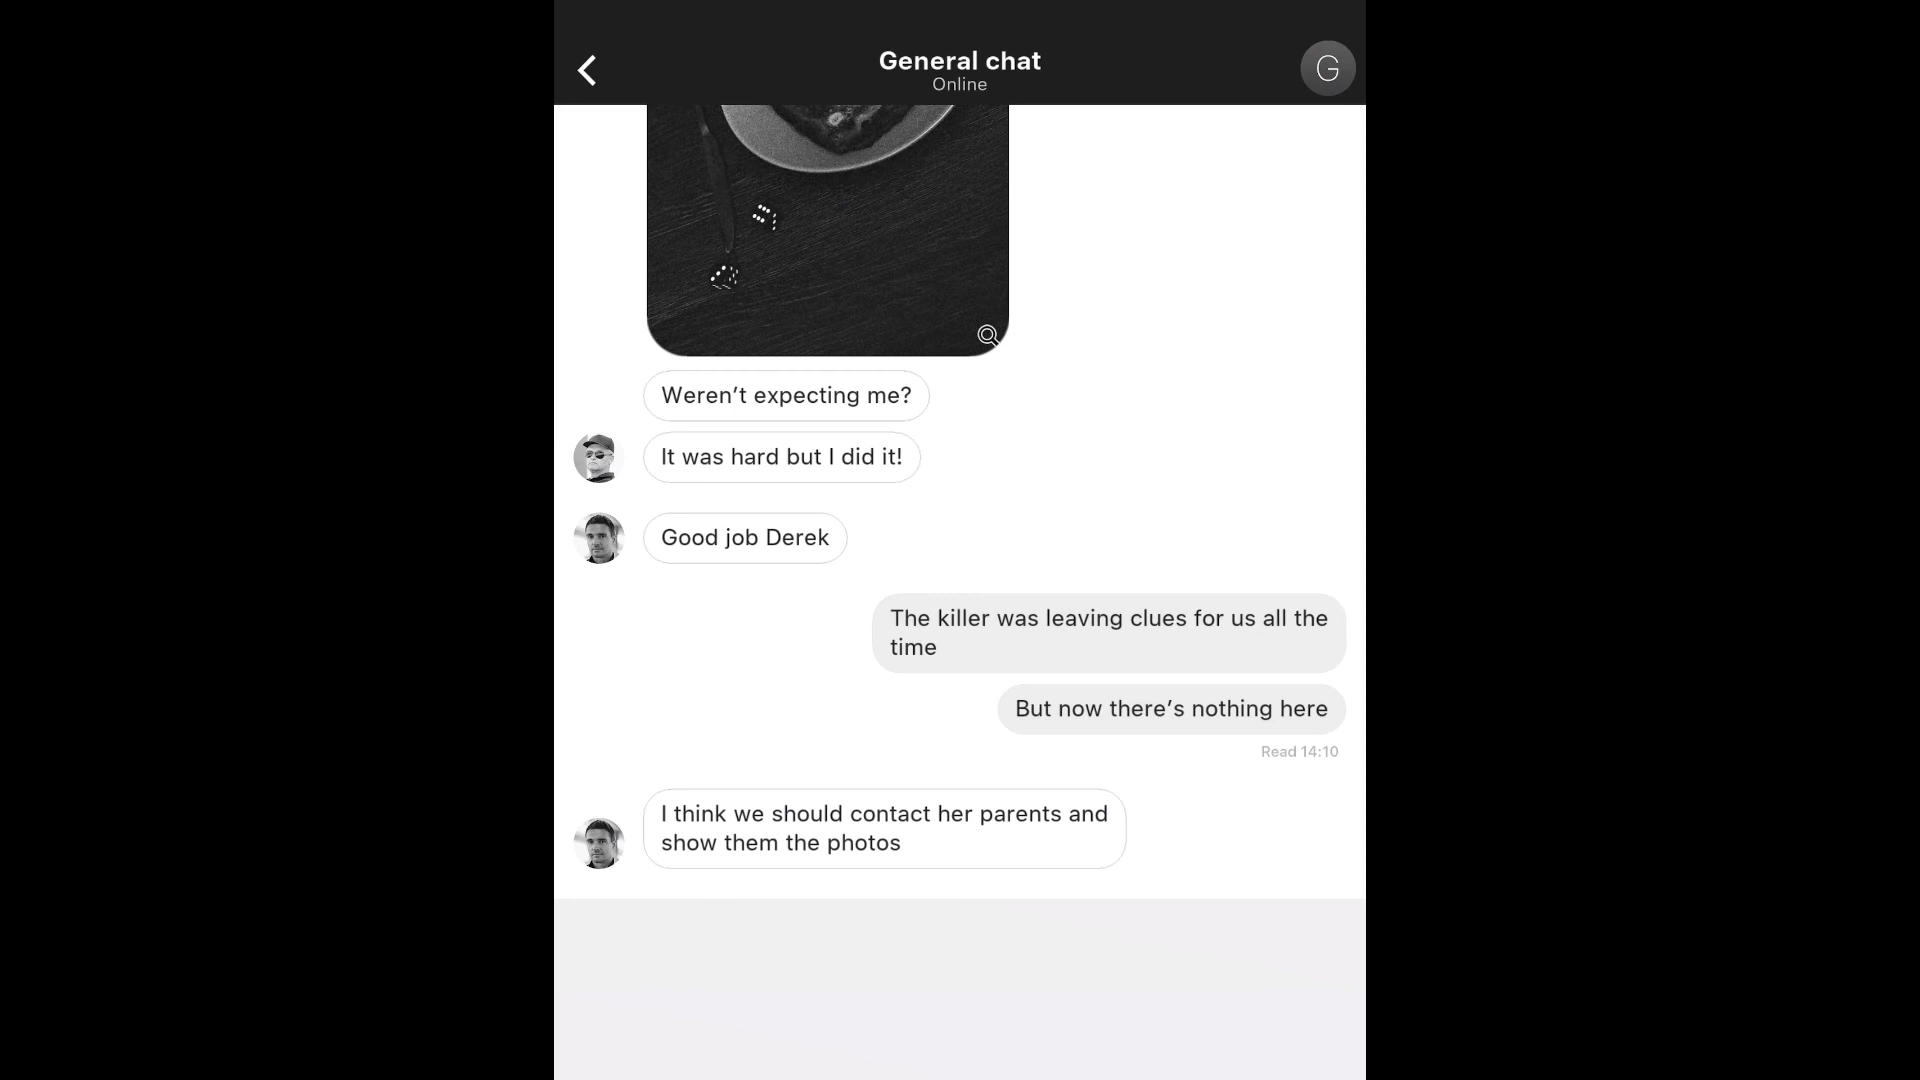 General chat
Online
G
Weren’t expecting me?
It was hard but I did it!
Good job Derek
The killer was leaving clues for us all the
time
But now there’s nothing here
Read 14:10
I think we should contact her parents and
show them the photos